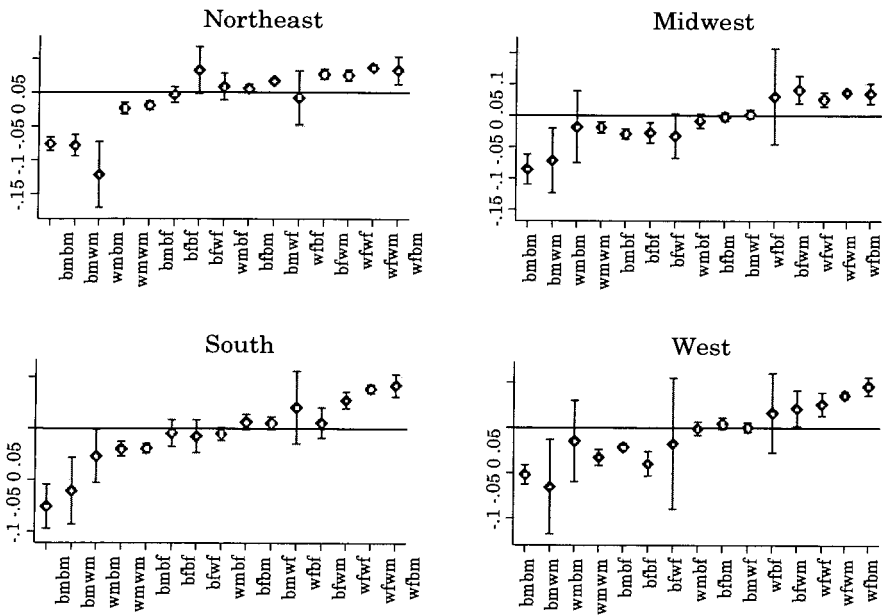 Northeast
-.15 -.1 -.05 0 .05
bmbm
bmwm
wmbm
wmwm
bmbf
bfbf
bfwf
wmbf
bfbm
bmwf
wfbf
bfwm
wfwf
wfwm
wfbm
Midwest
-.15 -.1 -.05 0 .05 .1
bmbm
bmwm
wmbm
wmwm
bmbf
bfbf
bfwf
wmbf
bfbm
bmwf
wfbf
bfwm
wfwf
wfwm
wfbm
South
-.1 -.05 0 .05
bmbm
bmwm
wmbm
wmwm
bmbf
bfbf
bfwf
wmbf
bfbm
bmwf
wfbf
bfwm
wfwf
wfwm
wfbm
West
-.1 -.05 0 .05
bmbm
bmwm
wmbm
wmwm
bmbf
bfbf
bfwf
wmbf
bfbm
bmwf
wfbf
bfwm
wfwf
wfwm
wfbm